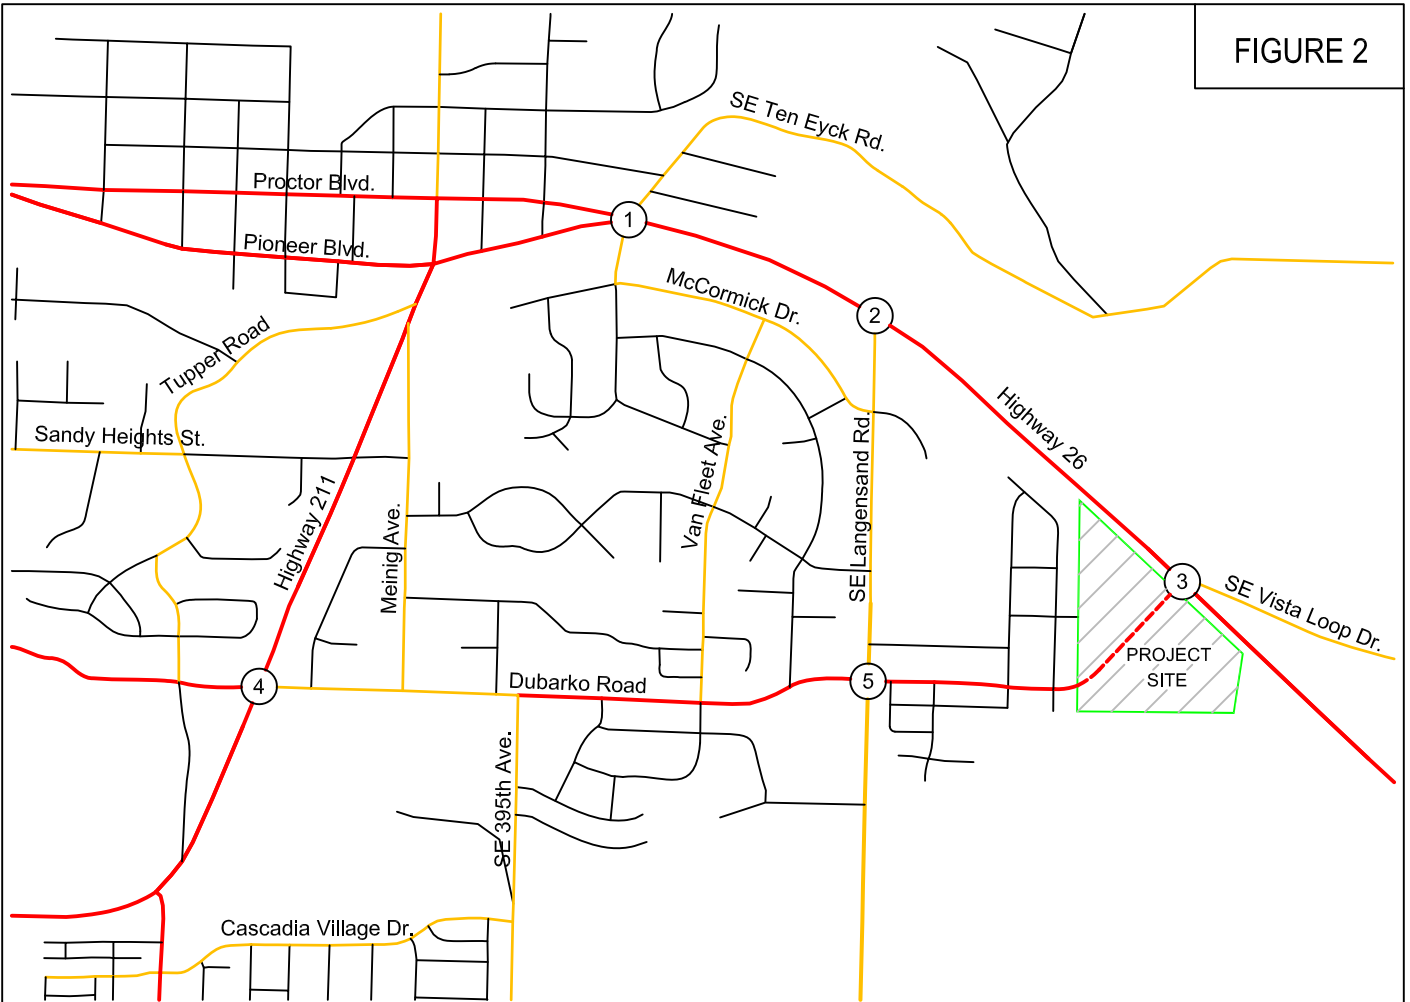 FIGURE 2
SE Ten Eyck Rd.
Proctor Blvd.
1
Pioneer Blvd.
McCormick Dr.
2
Tupper Road
Highway 26
Sandy Heights St.
Van Fleet Ave.
SE Langensand Rd.
Highway 211
Meinig Ave.
3
SE Vista Loop Dr.
PROJECT
SITE
4
Dubarko Road
5
SE 395th Ave.
Cascadia Village Dr.